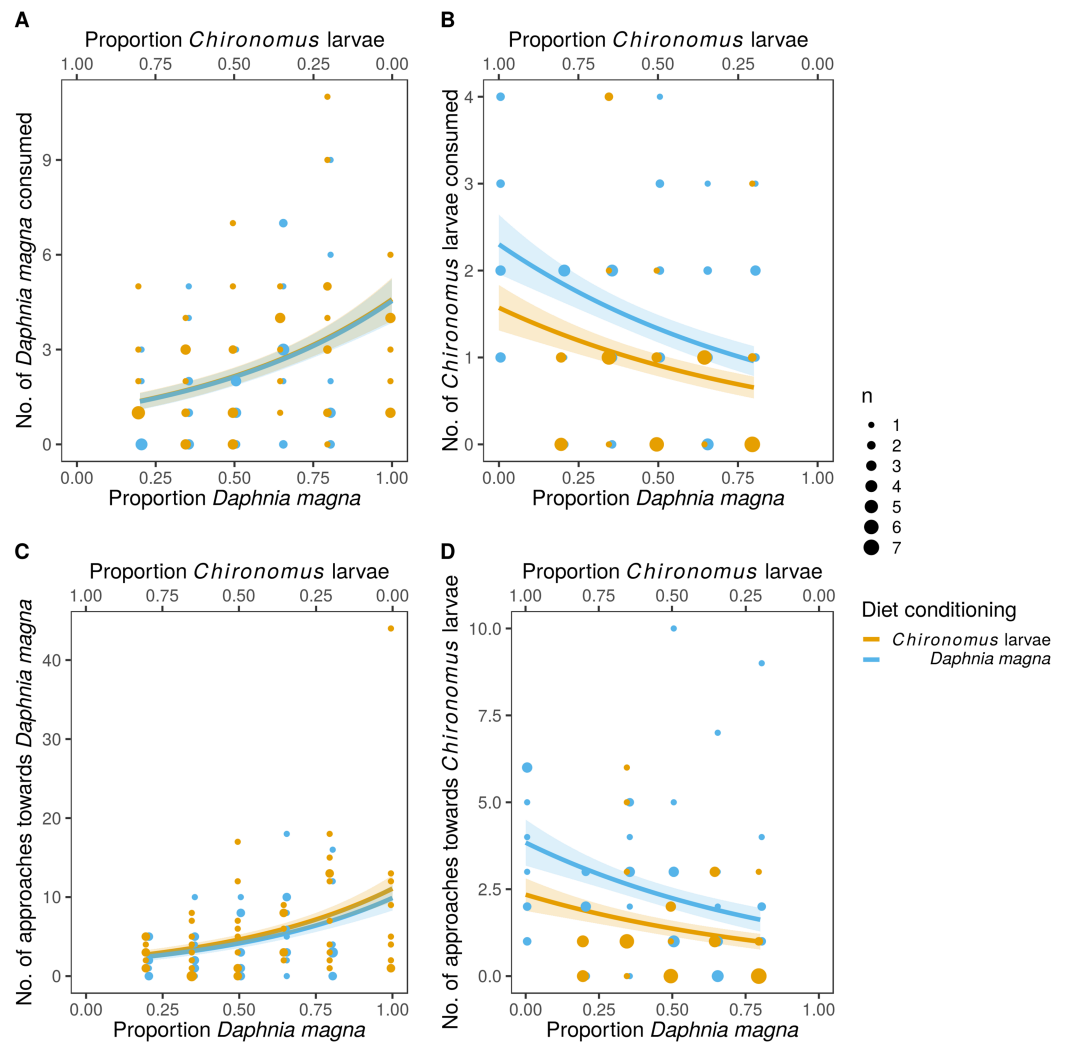 A
Proportion Chironomus larvae
1.00 0.75 0.50 0.25 0.00
No. of Daphnia magna consumed
9
6
3
0
0.00 0.25 0.50 0.75 1.00
Proportion Daphnia magna
B
Proportion Chironomus larvae
1.00 0.75 0.50 0.25 0.00
No. of Chironomus larvae consumed
4
3
2
1
0
0.00 0.25 0.50 0.75 1.00
Proportion Daphnia magna
n
1
2
3
4
5
6
7
C
Proportion Chironomus larvae
1.00 0.75 0.50 0.25 0.00
No. of approaches towards Daphnia magna
40
30
20
10
0
0.00 0.25 0.50 0.75 1.00
Proportion Daphnia magna
D
Proportion Chironomus larvae
1.00 0.75 0.50 0.25 0.00
No. of approaches towards Chironomus larvae
10.0
7.5
5.0
2.5
0.0
0.00 0.25 0.50 0.75 1.00
Proportion Daphnia magna
Diet conditioning
Chironomus larvae
Daphnia magna